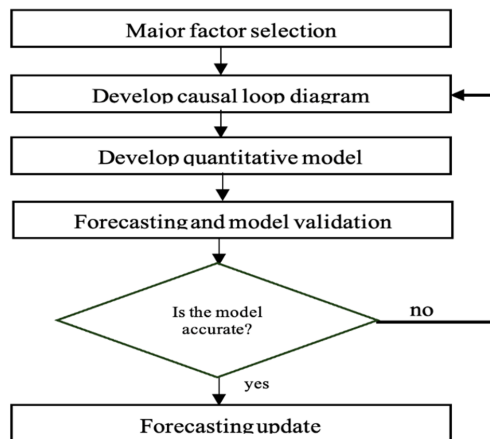 Major factor selection
Develop causal loop diagram
Develop quantitative model
Forecasting and model validation
Is the model
accurate?
no
yes
Forecasting update